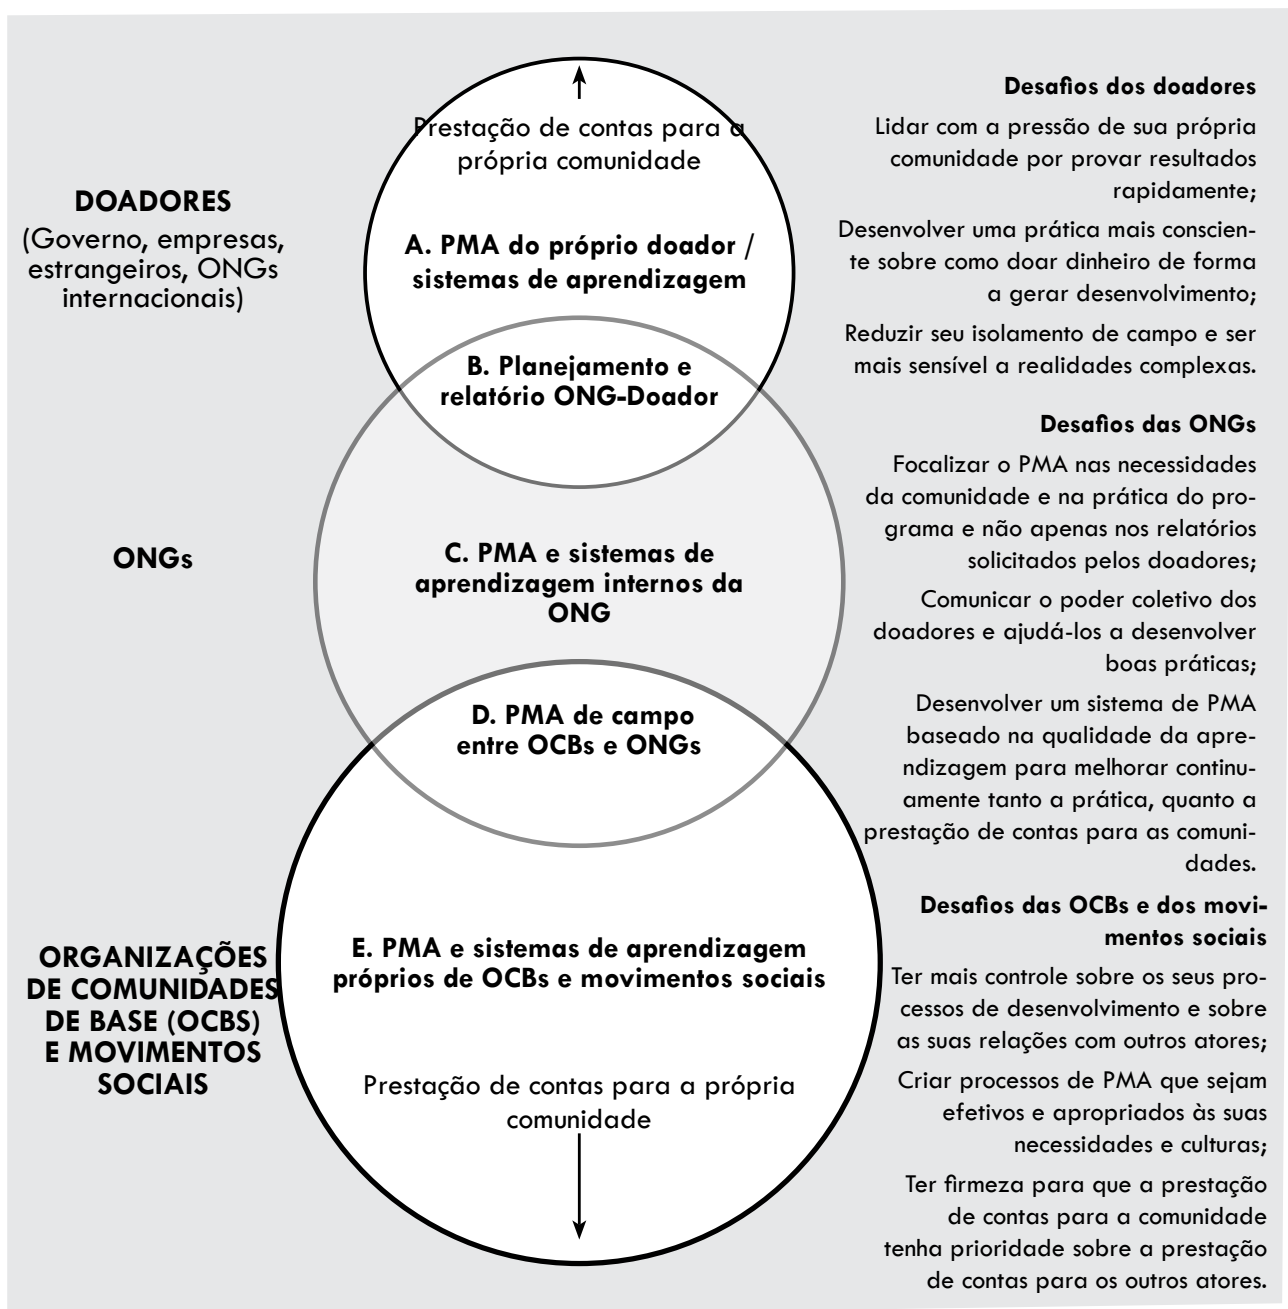 DOADORES
(Governo, empresas,
estrangeiros, ONGs
internacionais)
ONGs
ORGANIZAÇÕES
DE COMUNIDADES
DE BASE (OCBS)
E MOVIMENTOS
SOCIAIS
Prestação de contas para a
própria comunidade
A. PMA do próprio doador /
sistemas de aprendizagem
B. Planejamento e
relatório ONG-Doador
C. PMA e sistemas de
aprendizagem internos da
ONG
D. PMA de campo
entre OCBs e ONGs
E. PMA e sistemas de aprendizagem
próprios de OCBs e movimentos sociais
Prestação de contas para a própria
comunidade
Desafios dos doadores
Lidar com a pressão de sua própria
comunidade por provar resultados
rapidamente;
Desenvolver uma prática mais conscien-
te sobre como doar dinheiro de forma
a gerar desenvolvimento;
Reduzir seu isolamento de campo e ser
mais sensível a realidades complexas.
Desafios das ONGs
Focalizar o PMA nas necessidades
da comunidade e na prática do pro-
grama e não apenas nos relatórios
solicitados pelos doadores;
Comunicar o poder coletivo dos
doadores e ajudá-los a desenvolver
boas práticas;
Desenvolver um sistema de PMA
baseado na qualidade da apre-
ndizagem para melhorar continu-
amente tanto a prática, quanto a
prestação de contas para as comuni-
dades.
Desafios das OCBs e dos movi-
mentos sociais
Ter mais controle sobre os seus pro-
cessos de desenvolvimento e sobre
as suas relações com outros atores;
Criar processos de PMA que sejam
efetivos e apropriados às suas
necessidades e culturas;
Ter firmeza para que a prestação
de contas para a comunidade
tenha prioridade sobre a prestação
de contas para os outros atores.